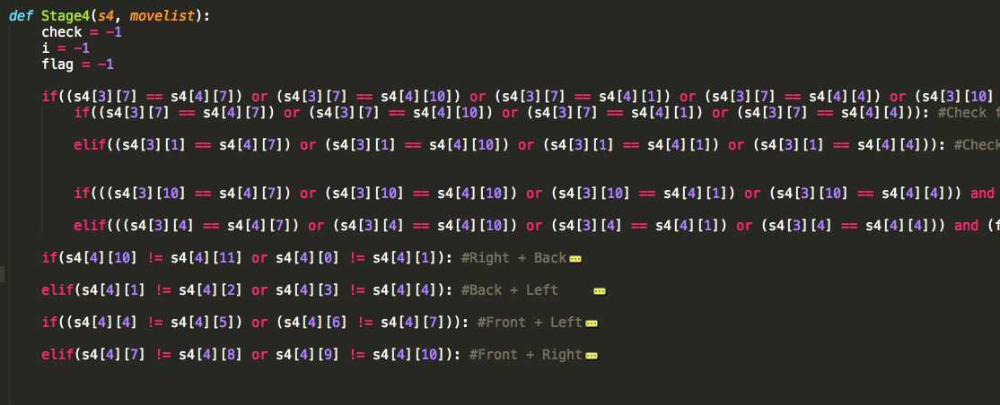 def Stage4(s4, movelist):
check = -1
i = -1
flag = -1
if((s4[3][7] == s4[4][7]) or (s4[3][7] == s4[4][10]) or (s4[3][7] == s4[4][1]) or (s4[3][7] == s4[4][4]) or (s4[3][10]
if((s4[3][7] == s4[4][7]) or (s4[3][7] == s4[4][10]) or (s4[3][7] == s4[4][1]) or (s4[3][7] == s4[4][4])): #Check f
elif((s4[3][1] == s4[4][7]) or (s4[3][1] == s4[4][10]) or (s4[3][1] == s4[4][1]) or (s4[3][1] == s4[4][4])): #Check
if(((s4[3][10] == s4[4][7]) or (s4[3][10] == s4[4][10]) or (s4[3][10] == s4[4][1]) or (s4[3][10] == s4[4][4])) and
elif(((s4[3][4] == s4[4][7]) or (s4[3][4] == s4[4][10]) or (s4[3][4] == s4[4][1]) or (s4[3][4] == s4[4][4])) and (f
if(s4[4][10] != s4[4][11] or s4[4][0] != s4[4][1]): #Right + Back
elif(s4[4][1] != s4[4][2] or s4[4][3] != s4[4][4]): #Back + Left
if((s4[4][4] != s4[4][5]) or (s4[4][6] != s4[4][7])): #Front + Left
elif(s4[4][7] != s4[4][8] or s4[4][9] != s4[4][10]): #Front + Right